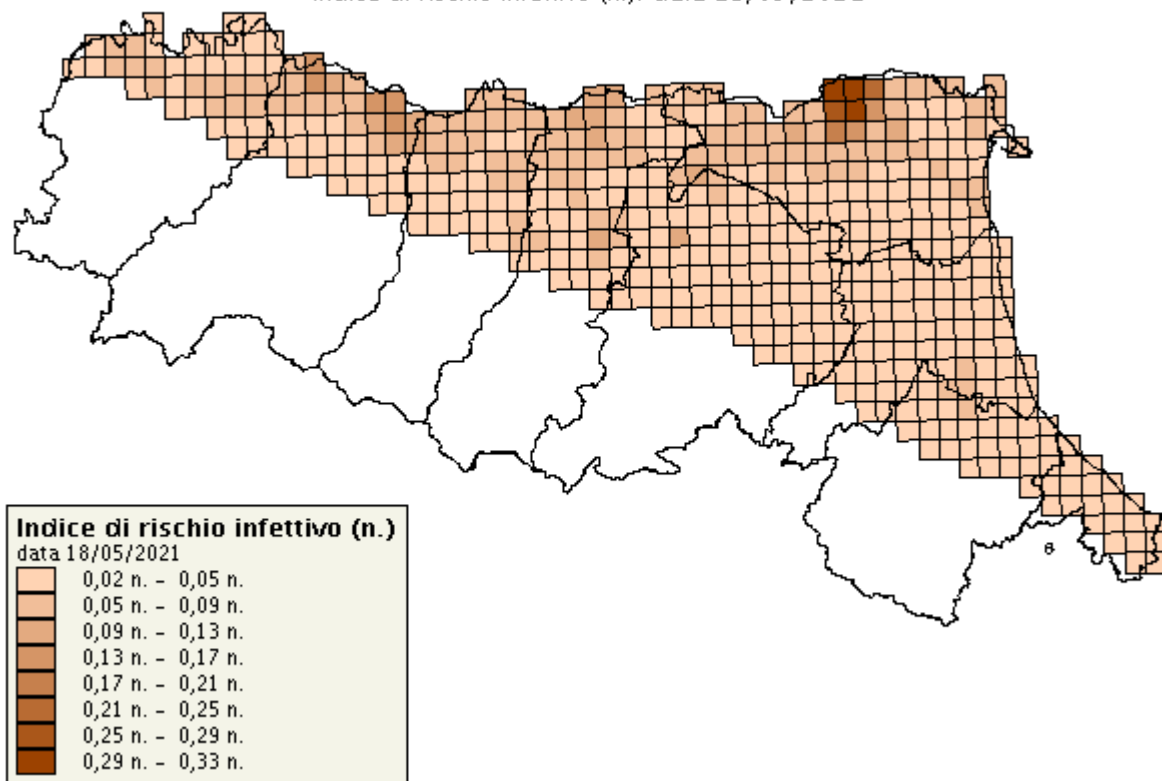 Indice di rischio infettivo (n.)
data 18/05/2021
0,02 n. - 0,05 n.
0,05 n. - 0,09 n.
0,09 n. - 0,13 n.
0,13 n. - 0,17 n.
0,17 n. - 0,21 n.
0,21 n. - 0,25 n.
0,25 n. - 0,29 n.
0,29 n. - 0,33 n.